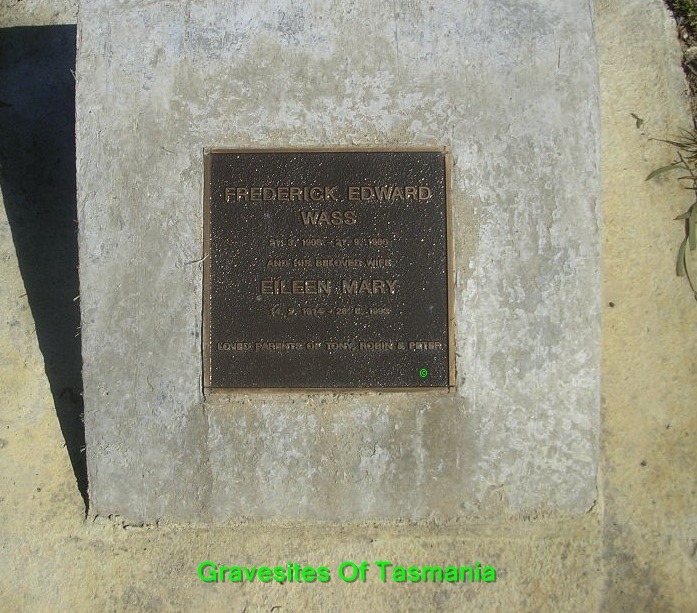 FREDERICK EDWARD
WASS
AND HIS BELOVED WIFE
EILEEN MARY
LOVED PARENTS OF TONY, ROBIN & PETER
©
Gravesites Of Tasmania